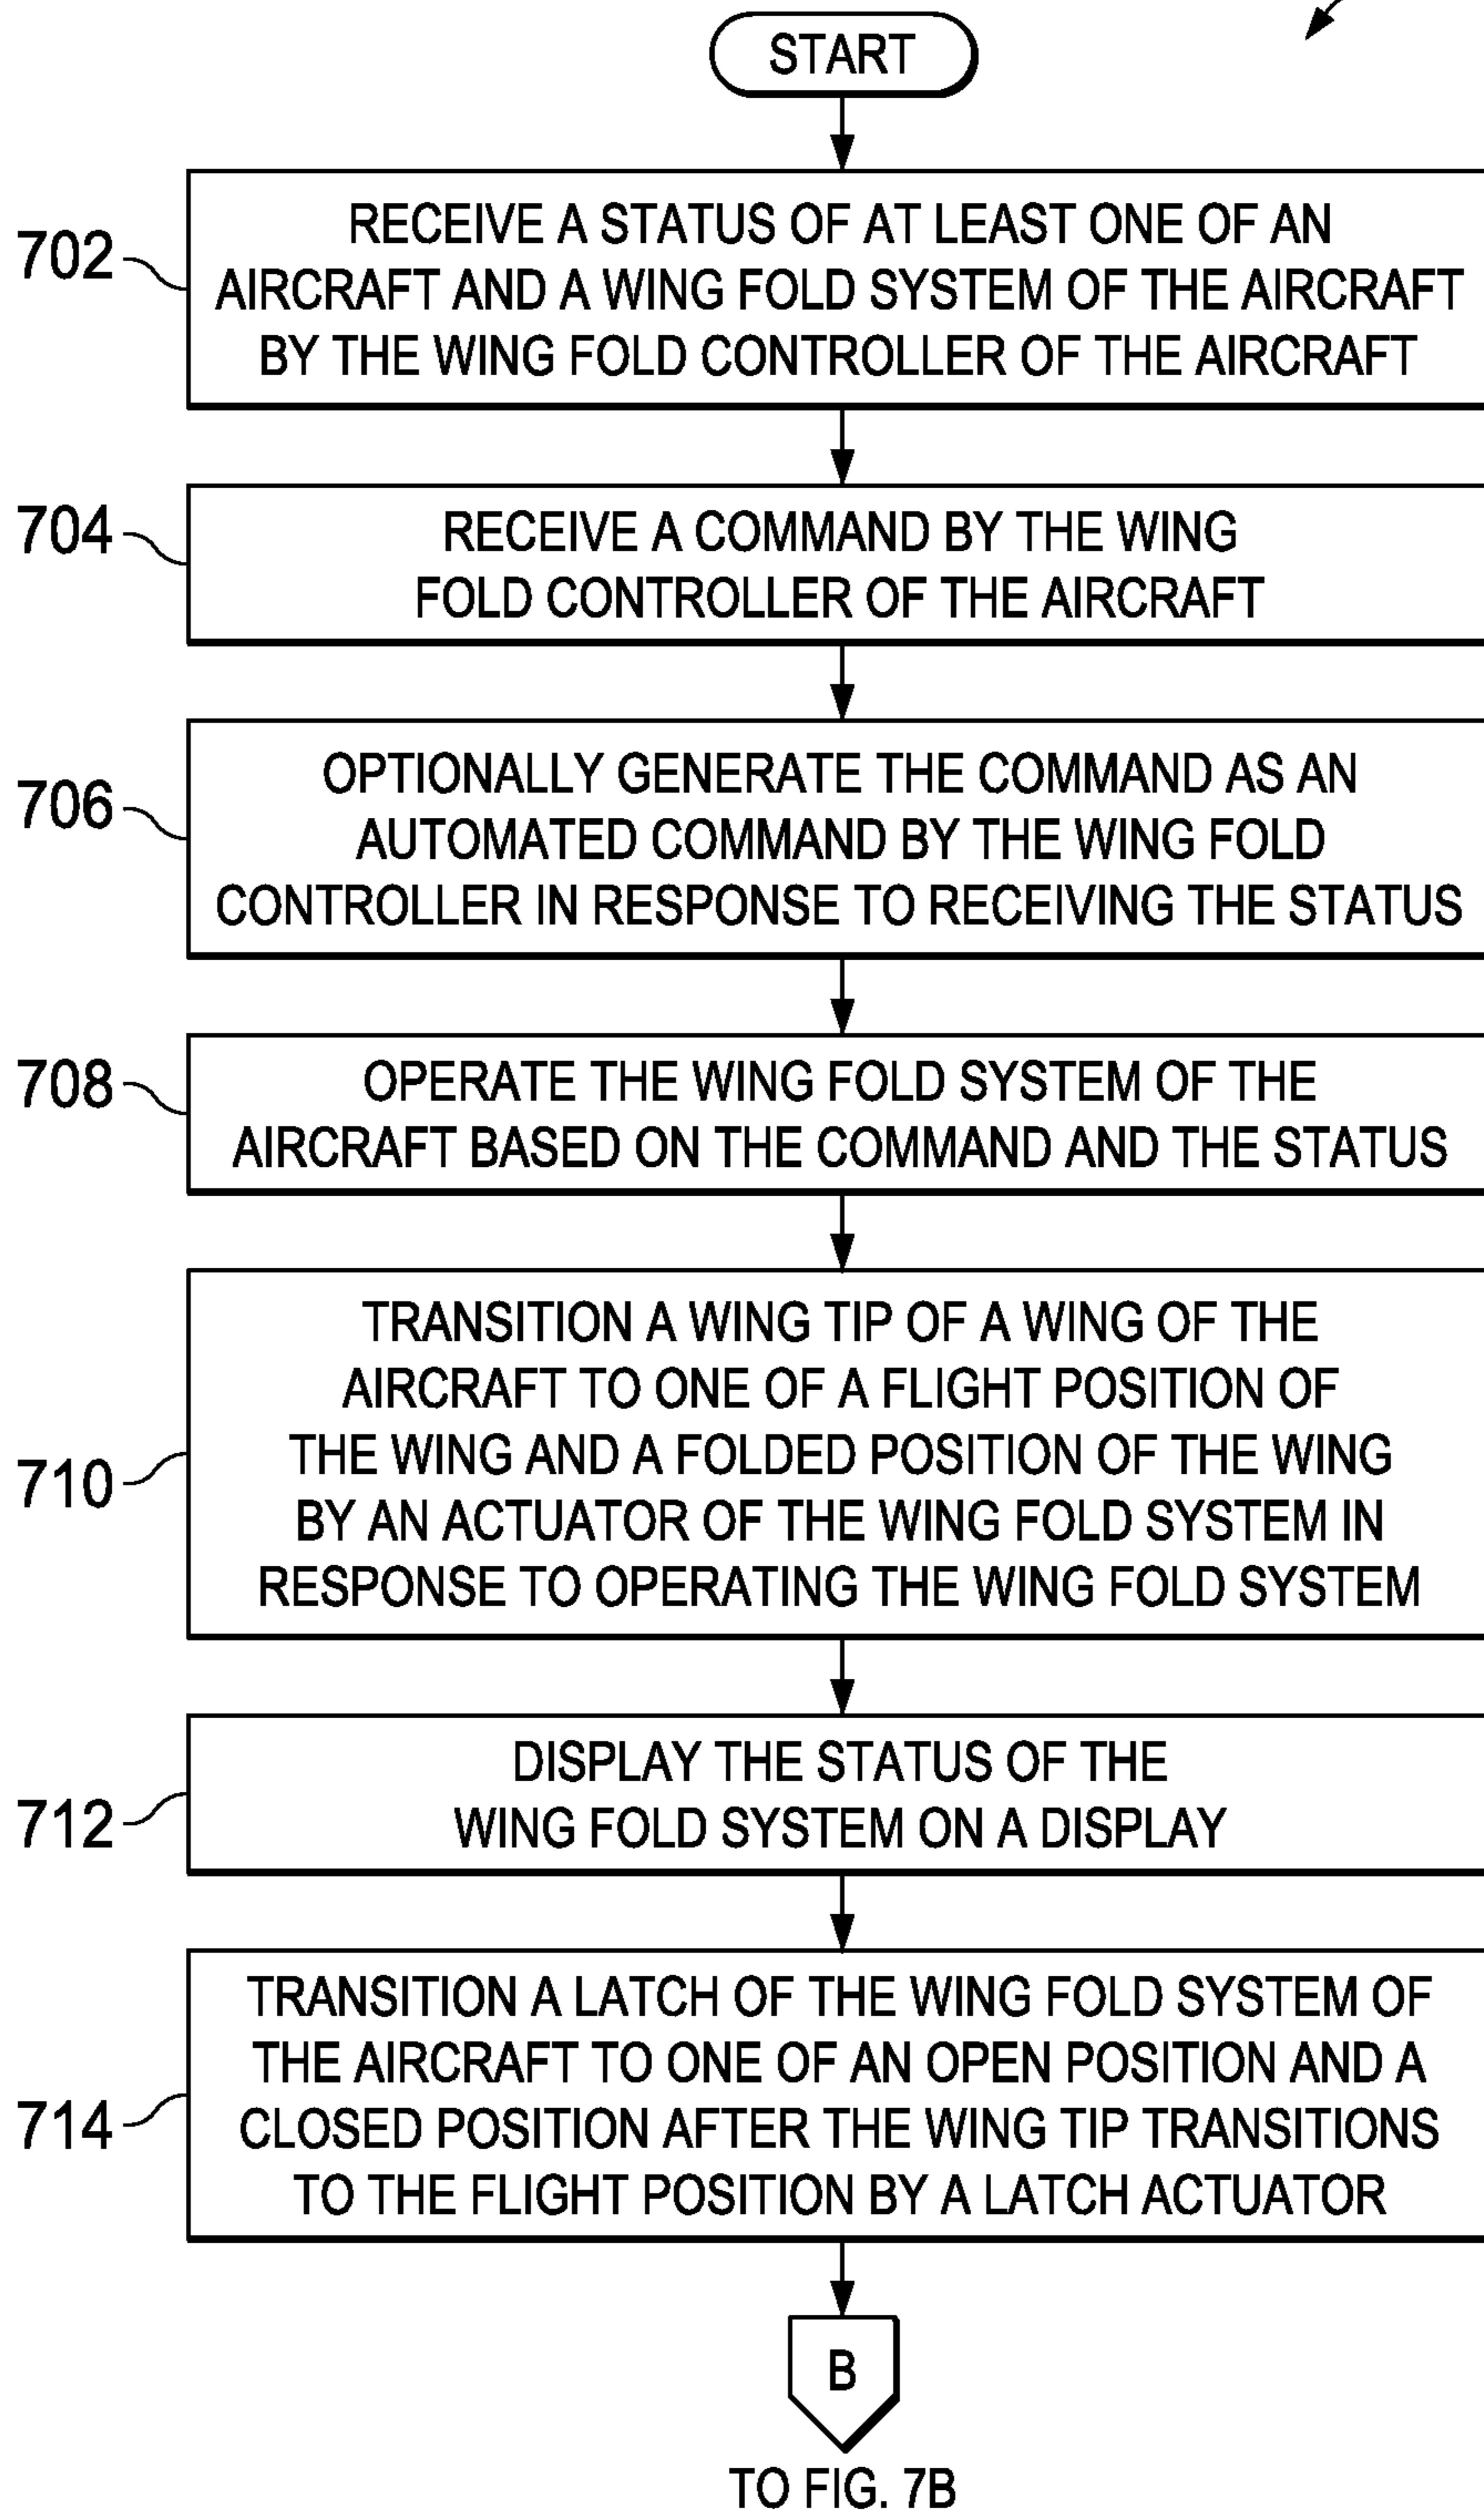 START
702
RECEIVE A STATUS OF AT LEAST ONE OF AN
AIRCRAFT AND A WING FOLD SYSTEM OF THE AIRCRAFT
BY THE WING FOLD CONTROLLER OF THE AIRCRAFT
704
RECEIVE A COMMAND BY THE WING
FOLD CONTROLLER OF THE AIRCRAFT
706
OPTIONALLY GENERATE THE COMMAND AS AN
AUTOMATED COMMAND BY THE WING FOLD
CONTROLLER IN RESPONSE TO RECEIVING THE STATUS
708
OPERATE THE WING FOLD SYSTEM OF THE
AIRCRAFT BASED ON THE COMMAND AND THE STATUS
710
TRANSITION A WING TIP OF A WING OF THE
AIRCRAFT TO ONE OF A FLIGHT POSITION OF
THE WING AND A FOLDED POSITION OF THE WING
BY AN ACTUATOR OF THE WING FOLD SYSTEM IN
RESPONSE TO OPERATING THE WING FOLD SYSTEM
712
DISPLAY THE STATUS OF THE
WING FOLD SYSTEM ON A DISPLAY
714
TRANSITION A LATCH OF THE WING FOLD SYSTEM OF
THE AIRCRAFT TO ONE OF AN OPEN POSITION AND A
CLOSED POSITION AFTER THE WING TIP TRANSITIONS
TO THE FLIGHT POSITION BY A LATCH ACTUATOR
B
TO FIG. 7B